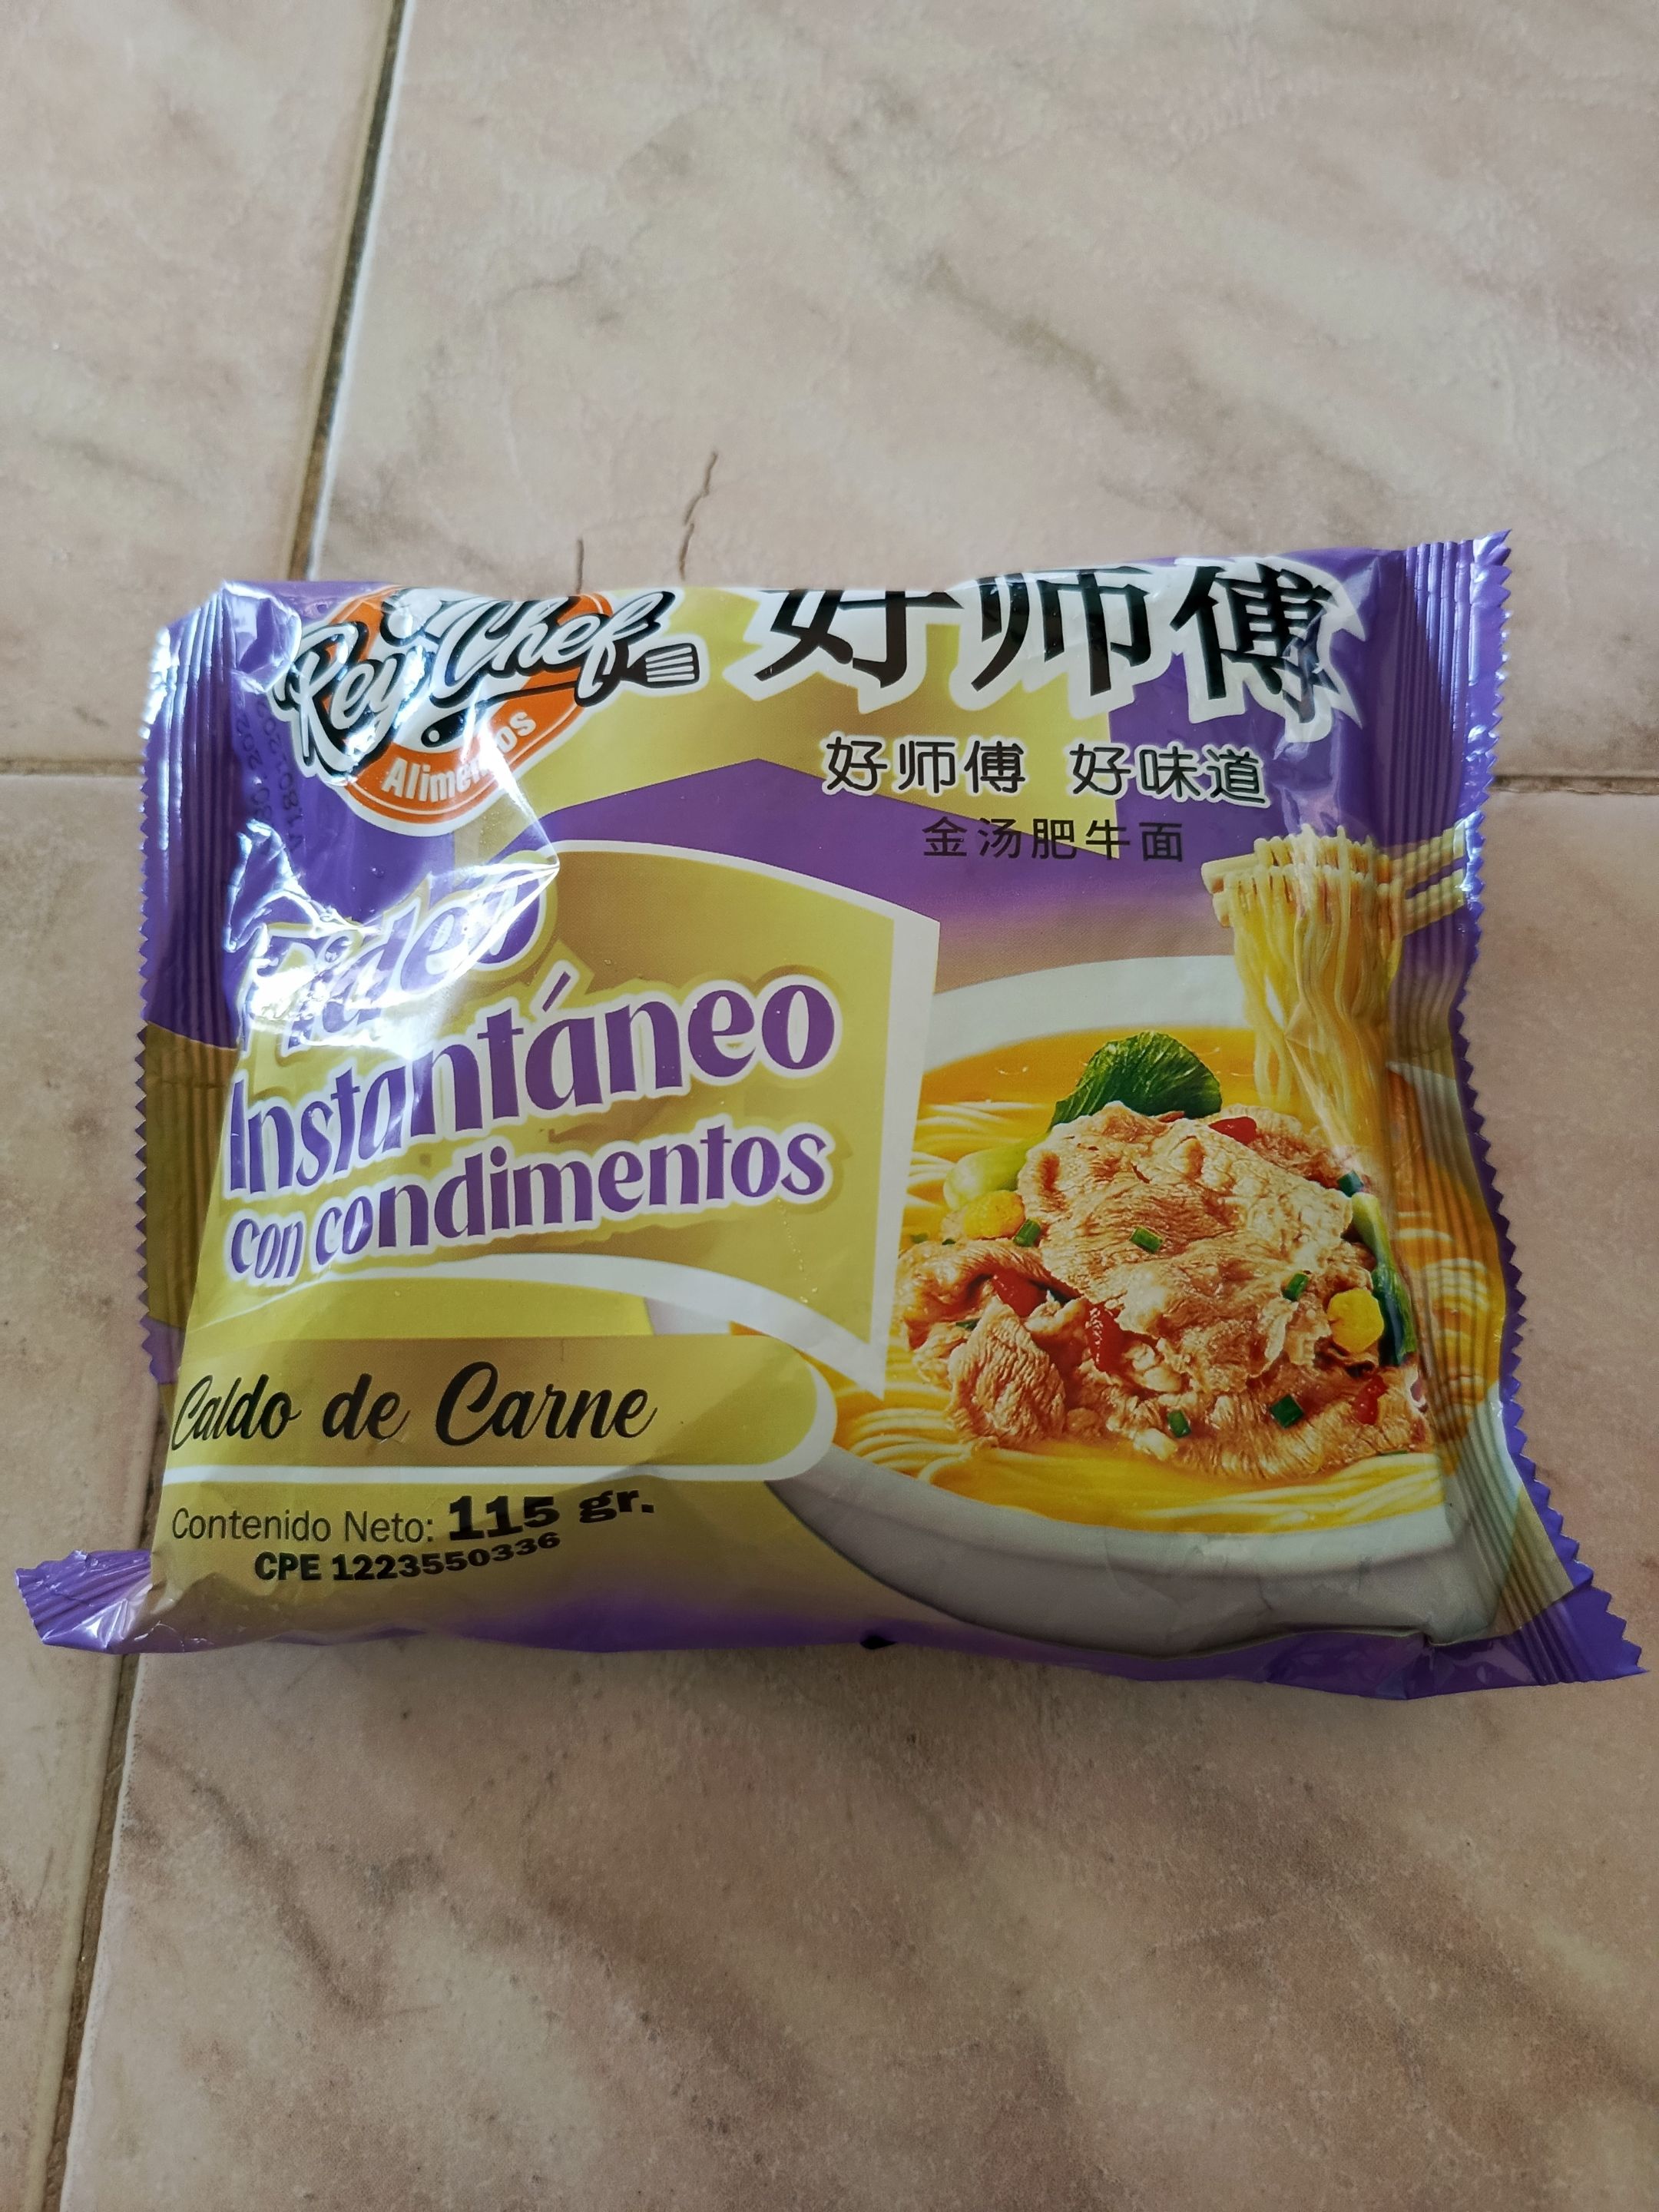 Rey Chef
Alimentos
好师傅
好师傅 好味道
金汤肥牛面
Fideo
Instantáneo
con condimentos
Caldo de Carne
Contenido Neto: 115 gr.
CPE 1223550336